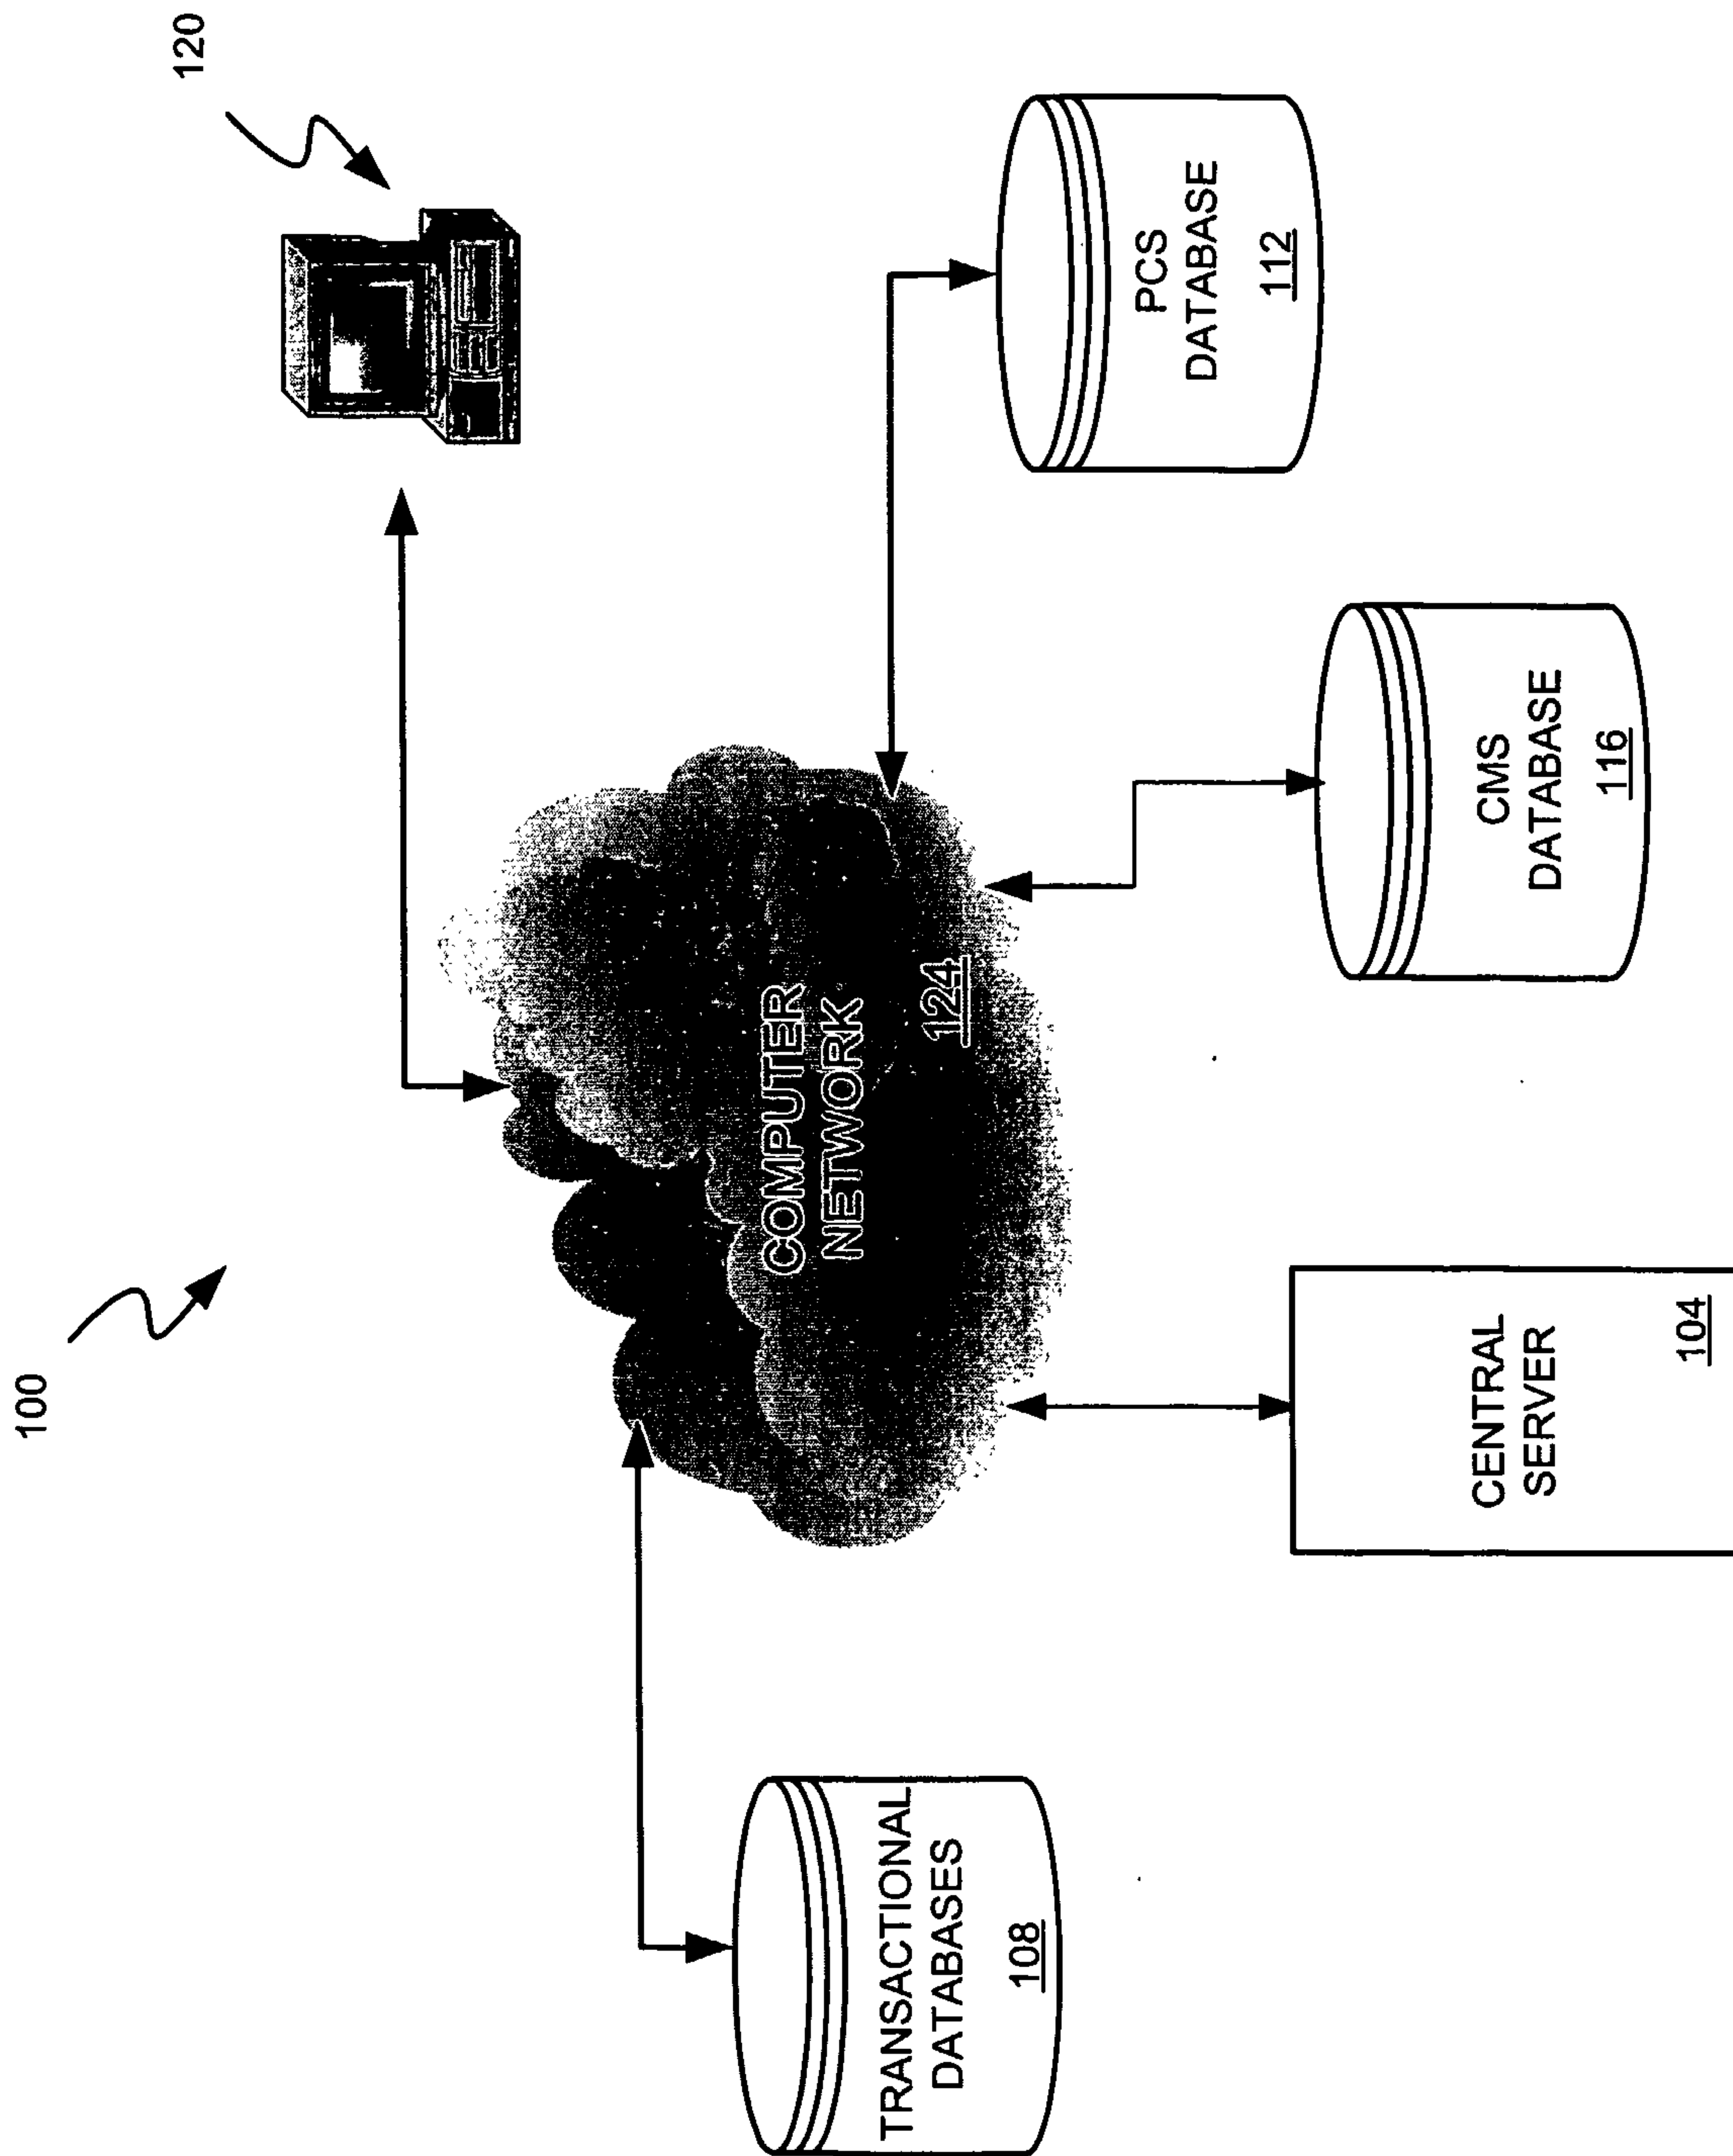 100
120
COMPUTER
NETWORK
124
TRANSACTIONAL
DATABASES
108
CENTRAL
SERVER
104
CMS
DATABASE
116
PCS
DATABASE
112